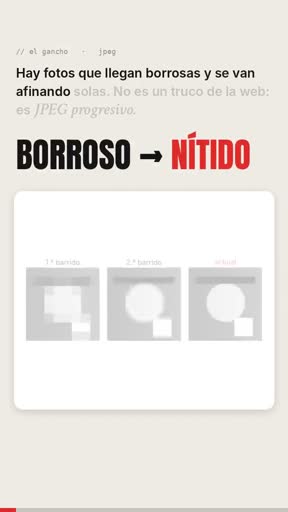 // el gancho · jpeg
Hay fotos que llegan borrosas y se van
afinando solas. No es un truco de la web:
es JPEG progresivo.
BORROSO → NÍTIDO
1.º barrido 2.º barrido actual